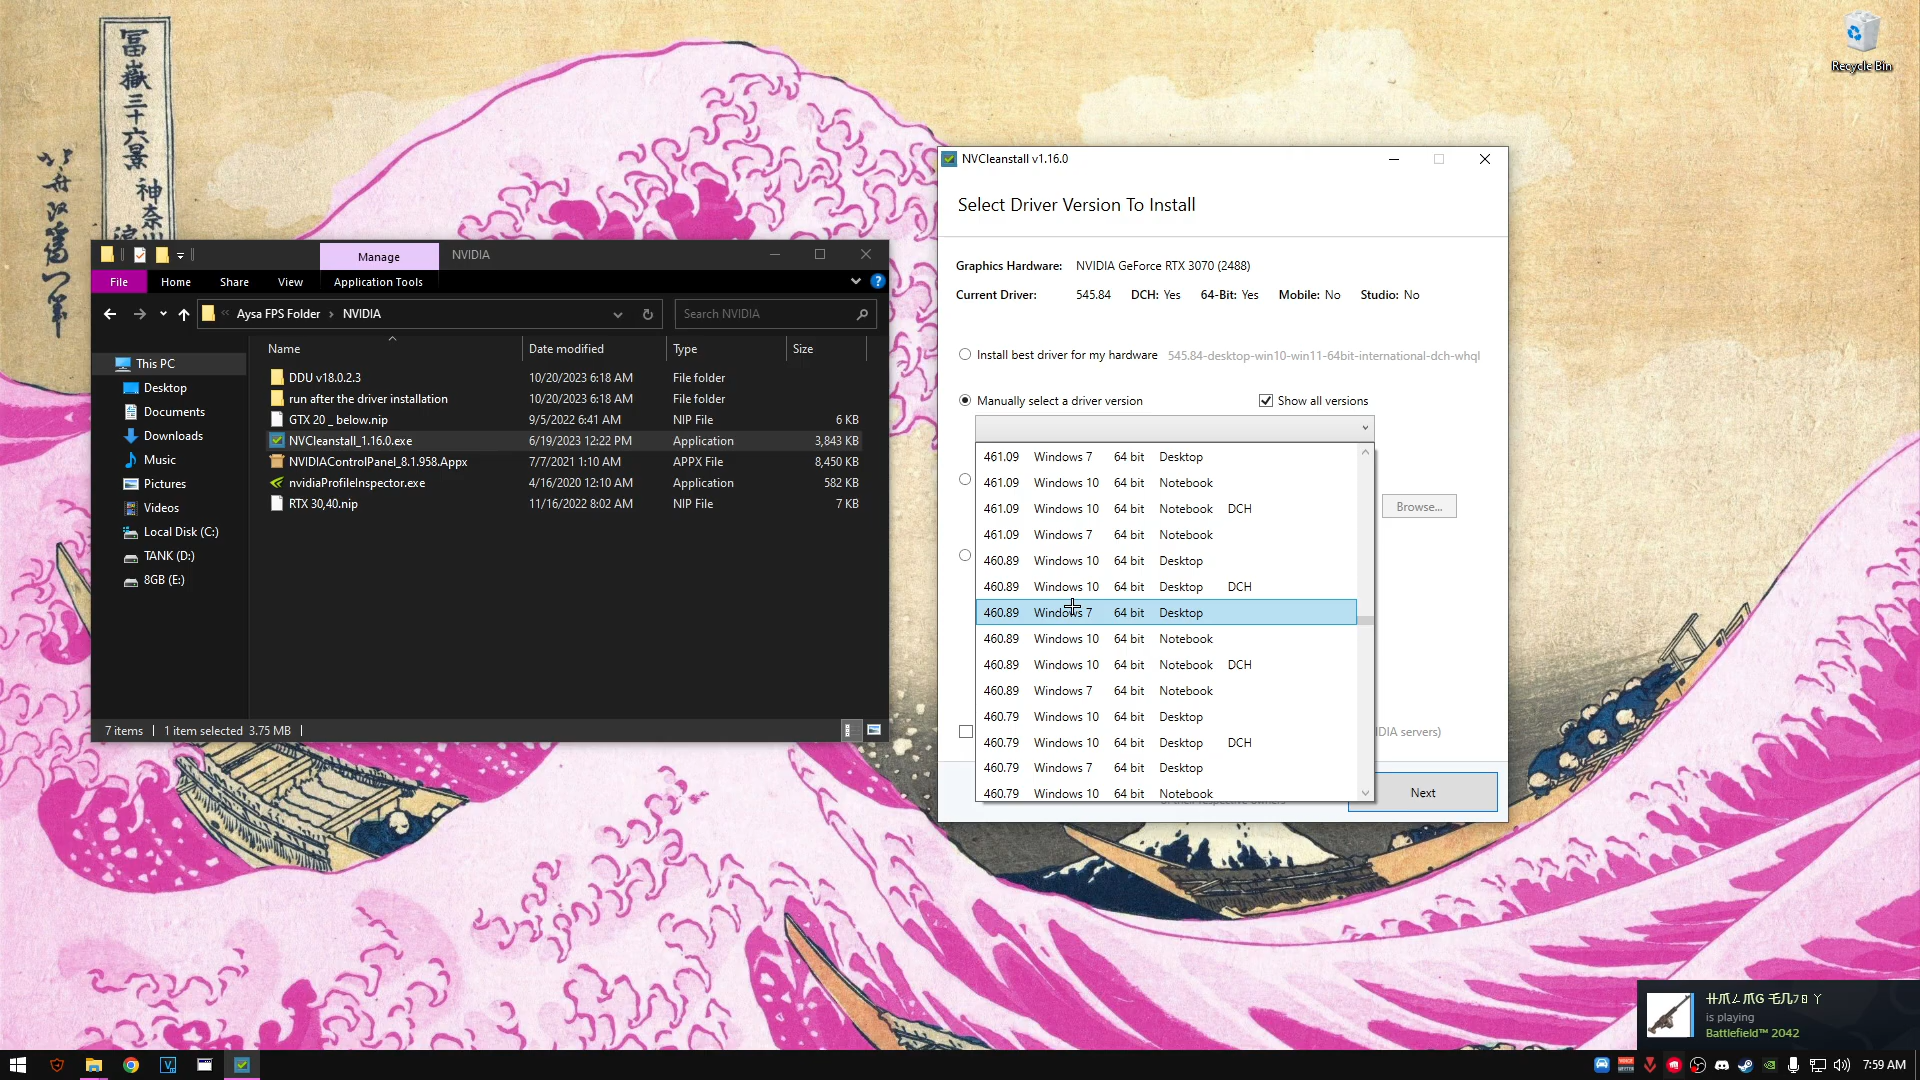 冨嶽三十六景
神奈川
Recycle Bin
Manage
NVIDIA
File
Home
Share
View
Application Tools
Aysa FPS Folder › NVIDIA
Search NVIDIA
Name
Date modified
Type
Size
This PC
Desktop
Documents
Downloads
Music
Pictures
Videos
Local Disk (C:)
TANK (D:)
8GB (E:)
DDU v18.0.2.3 10/20/2023 6:18 AM File folder
run after the driver installation 10/20/2023 6:18 AM File folder
GTX 20 _ below.nip 9/5/2022 6:41 AM NIP File 6 KB
NVCleanstall_1.16.0.exe 6/19/2023 12:22 PM Application 3,843 KB
NVIDIAControlPanel_8.1.958.Appx 7/7/2021 1:10 AM APPX File 8,450 KB
nvidiaProfileInspector.exe 4/16/2020 12:10 AM Application 582 KB
RTX 30,40.nip 11/16/2022 8:02 AM NIP File 7 KB
7 items
1 item selected 3.75 MB
NVCleanstall v1.16.0
Select Driver Version To Install
Graphics Hardware: NVIDIA GeForce RTX 3070 (2488)
Current Driver: 545.84 DCH: Yes 64-Bit: Yes Mobile: No Studio: No
Install best driver for my hardware 545.84-desktop-win10-win11-64bit-international-dch-whql
Manually select a driver version
Show all versions
461.09 Windows 7 64 bit Desktop
461.09 Windows 10 64 bit Notebook
461.09 Windows 10 64 bit Notebook DCH
461.09 Windows 7 64 bit Notebook
460.89 Windows 10 64 bit Desktop
460.89 Windows 10 64 bit Desktop DCH
460.89 Windows 7 64 bit Desktop
460.89 Windows 10 64 bit Notebook
460.89 Windows 10 64 bit Notebook DCH
460.89 Windows 7 64 bit Notebook
460.79 Windows 10 64 bit Desktop
460.79 Windows 10 64 bit Desktop DCH
460.79 Windows 7 64 bit Desktop
460.79 Windows 10 64 bit Notebook
Browse...
servers)
Next
is playing
Battlefield™ 2042
7:59 AM